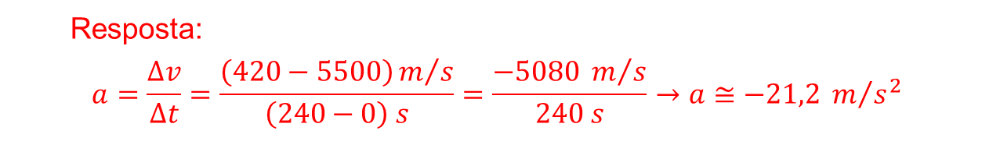 Resposta:
a = Δv/Δt = (420 − 5500) m/s / (240 − 0) s = −5080 m/s / 240 s → a ≅ −21,2 m/s²